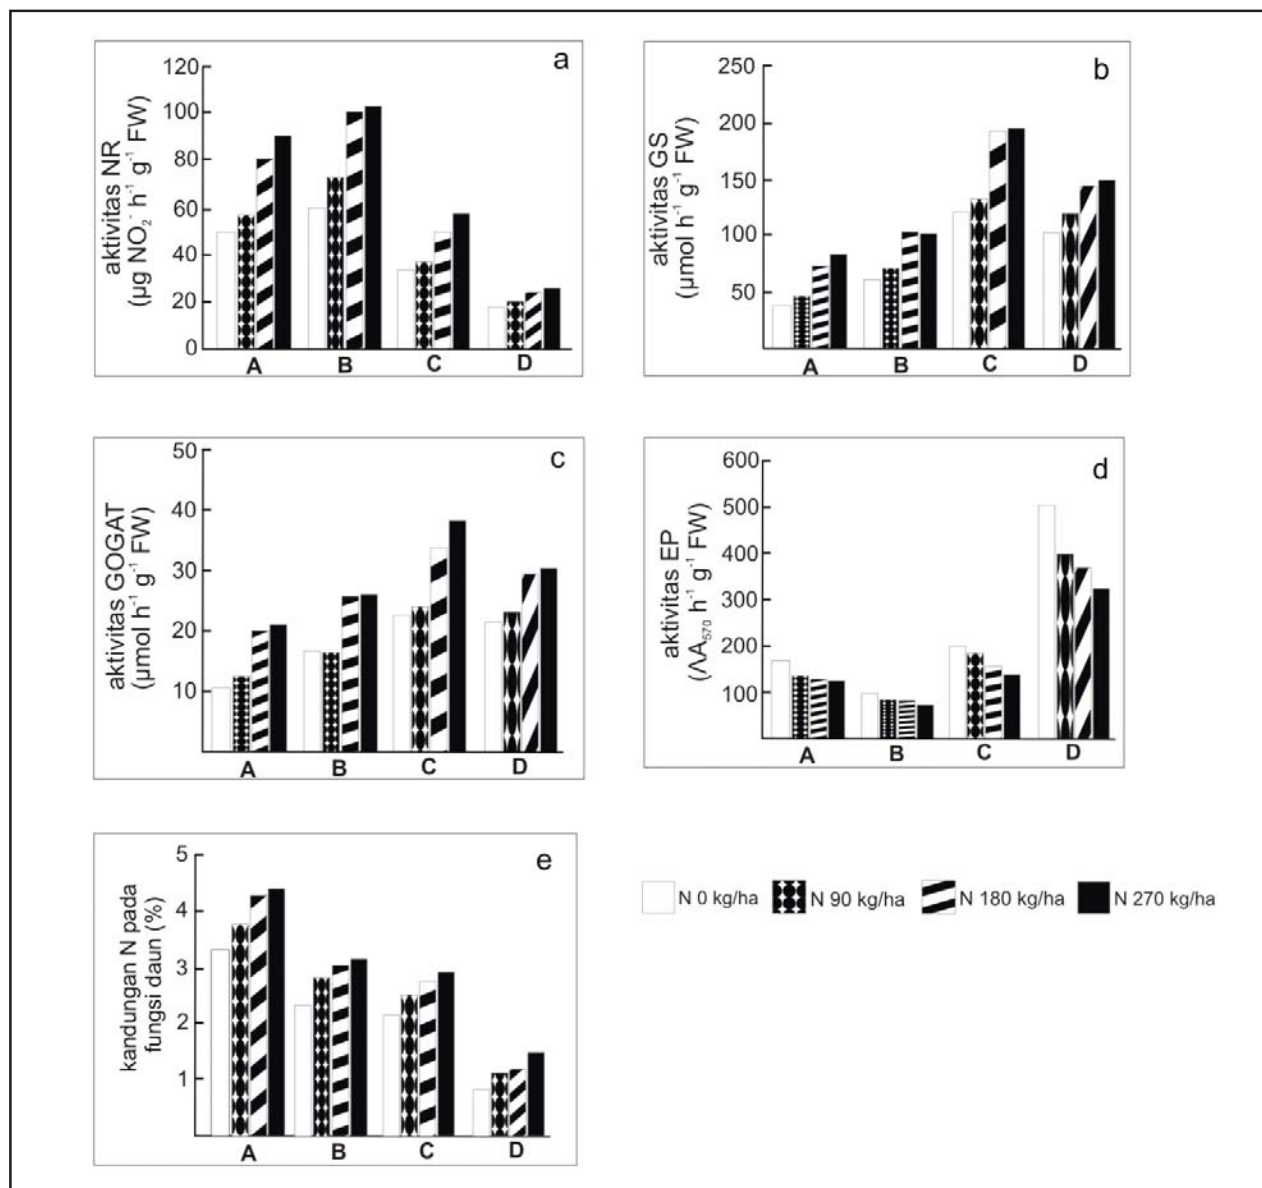 a
aktivitas NR
(µg NO₂⁻ h⁻¹ g⁻¹ FW)
120
100
80
60
40
20
0
A B C D
b
aktivitas GS
(µmol h⁻¹ g⁻¹ FW)
250
200
150
100
50
A B C D
c
aktivitas GOGAT
(µmol h⁻¹ g⁻¹ FW)
50
40
30
20
10
A B C D
d
aktivitas EP
(ΛA₅₇₀ h⁻¹ g⁻¹ FW)
600
500
400
300
200
100
A B C D
e
kandungan N pada
fungsi daun (%)
5
4
3
2
1
A B C D
N 0 kg/ha N 90 kg/ha N 180 kg/ha N 270 kg/ha